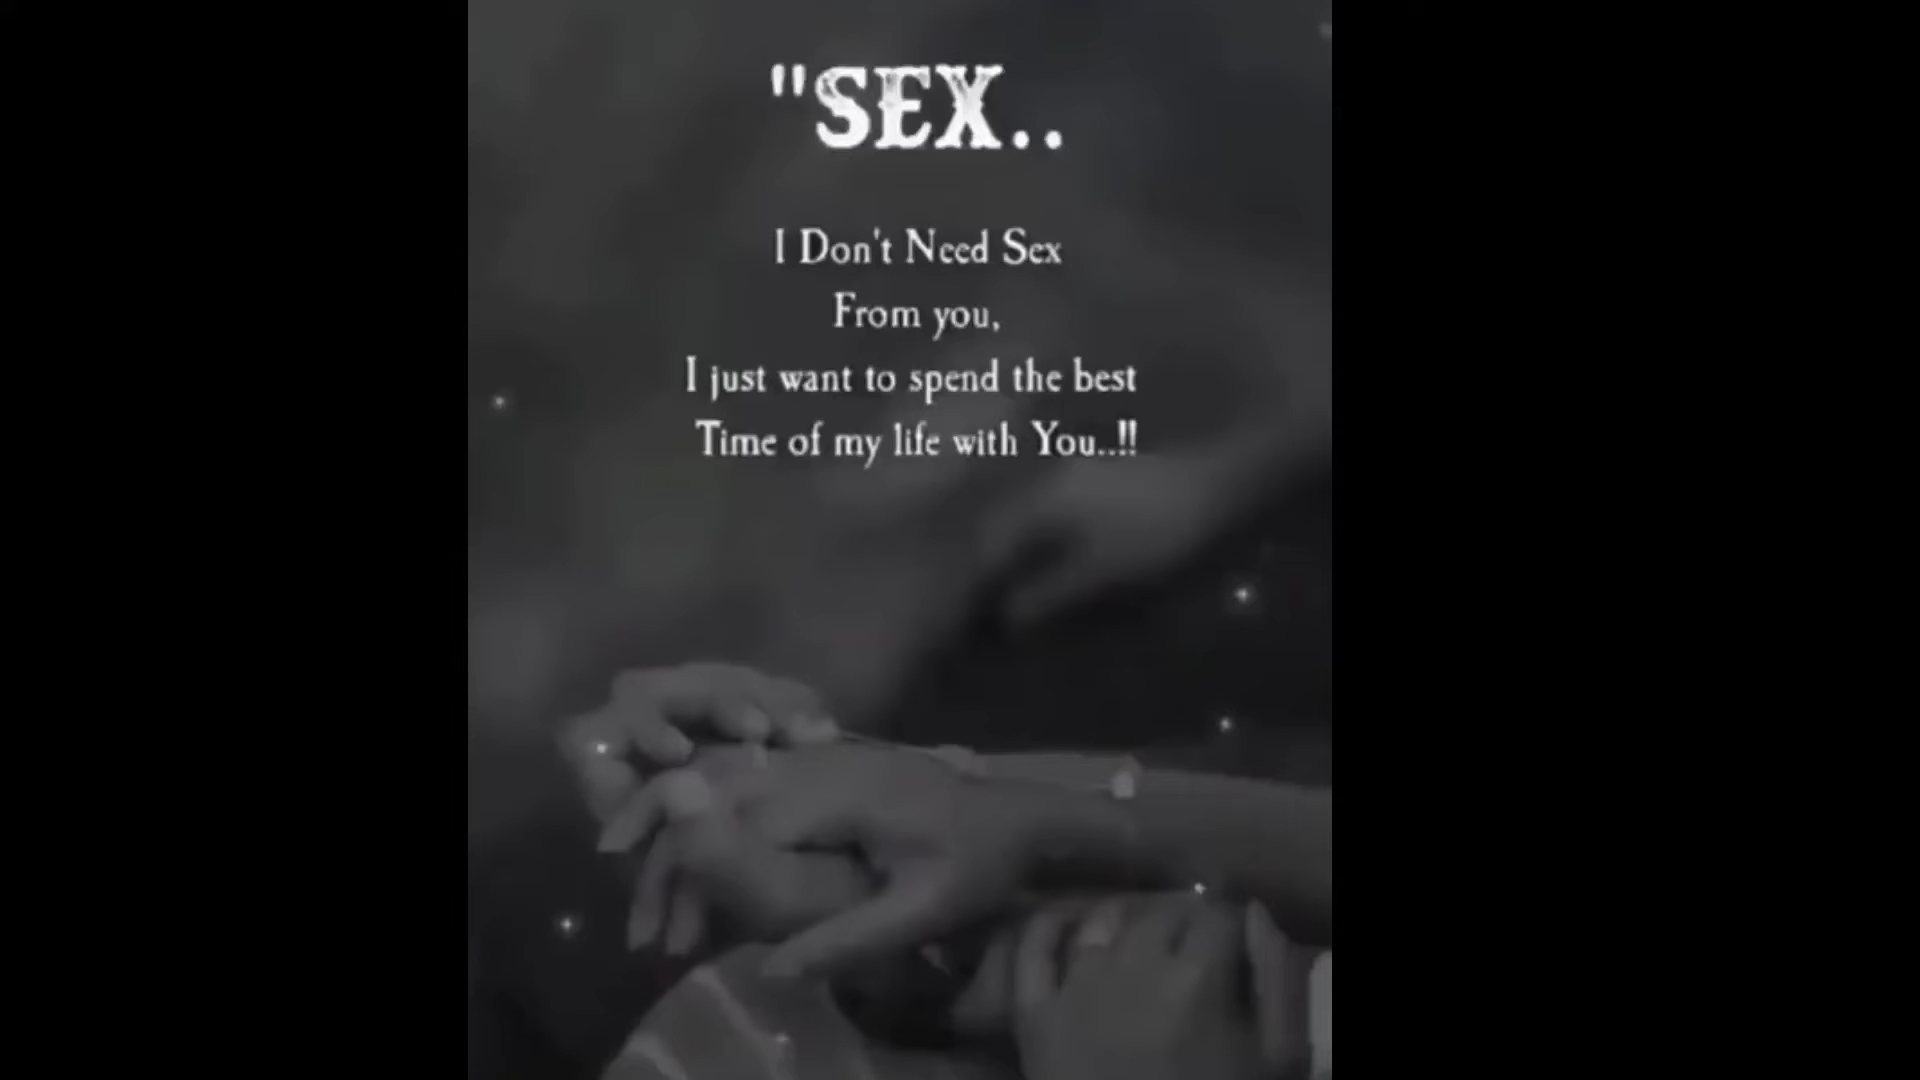 "SEX..
I Don't Need Sex
From you,
I just want to spend the best
Time of my life with You..!!